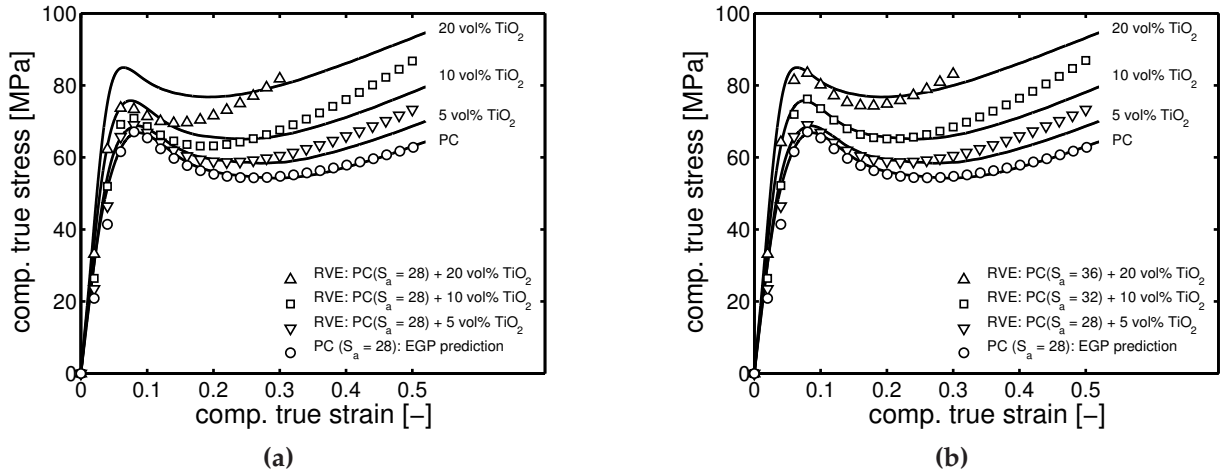 100
80
60
40
20
0
comp. true stress [MPa]
20 vol% TiO2
10 vol% TiO2
5 vol% TiO2
PC
RVE: PC(Sa = 28) + 20 vol% TiO2
RVE: PC(Sa = 28) + 10 vol% TiO2
RVE: PC(Sa = 28) + 5 vol% TiO2
PC (Sa = 28): EGP prediction
0 0.1 0.2 0.3 0.4 0.5
comp. true strain [−]
(a)
100
80
60
40
20
0
comp. true stress [MPa]
20 vol% TiO2
10 vol% TiO2
5 vol% TiO2
PC
RVE: PC(Sa = 36) + 20 vol% TiO2
RVE: PC(Sa = 32) + 10 vol% TiO2
RVE: PC(Sa = 28) + 5 vol% TiO2
PC (Sa = 28): EGP prediction
0 0.1 0.2 0.3 0.4 0.5
comp. true strain [−]
(b)